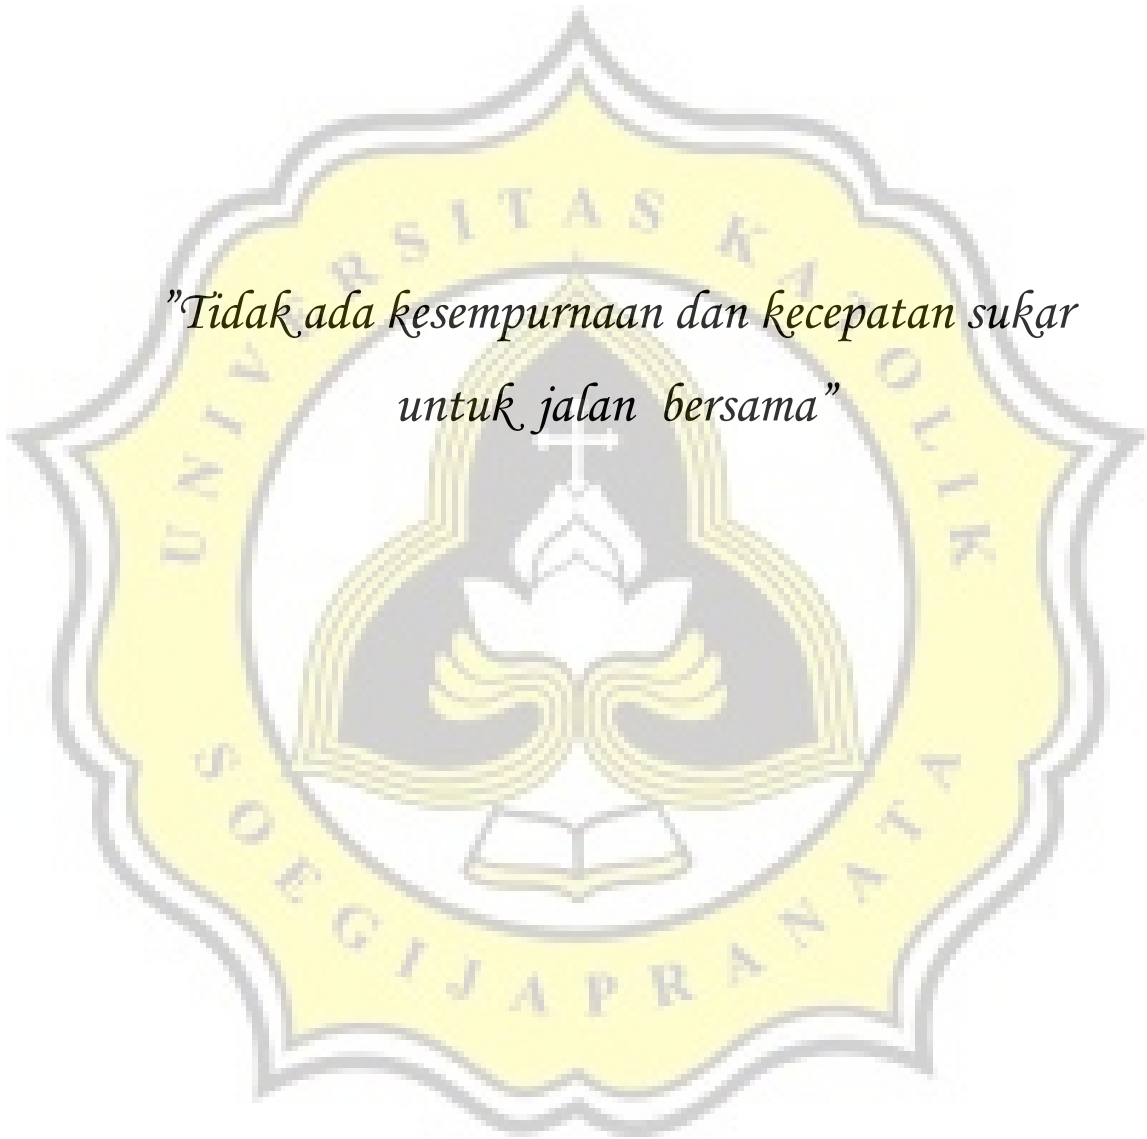 UNIVERSITAS KATOLIK
”Tidak ada kesempurnaan dan kecepatan sukar
untuk jalan bersama”
SOEGIJAPRANATA